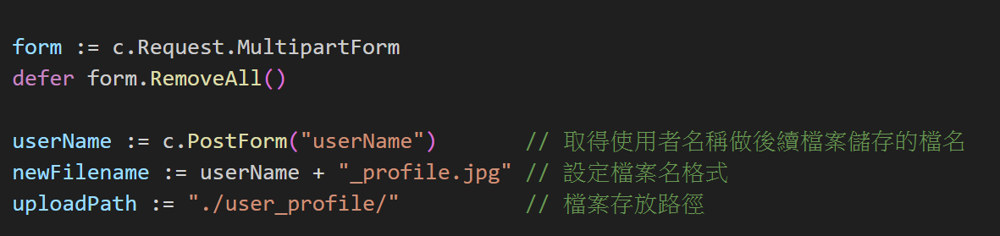 form := c.Request.MultipartForm
defer form.RemoveAll()
userName := c.PostForm("userName") // 取得使用者名稱做後續檔案儲存的檔名
newFilename := userName + "_profile.jpg" // 設定檔案名格式
uploadPath := "./user_profile/" // 檔案存放路徑